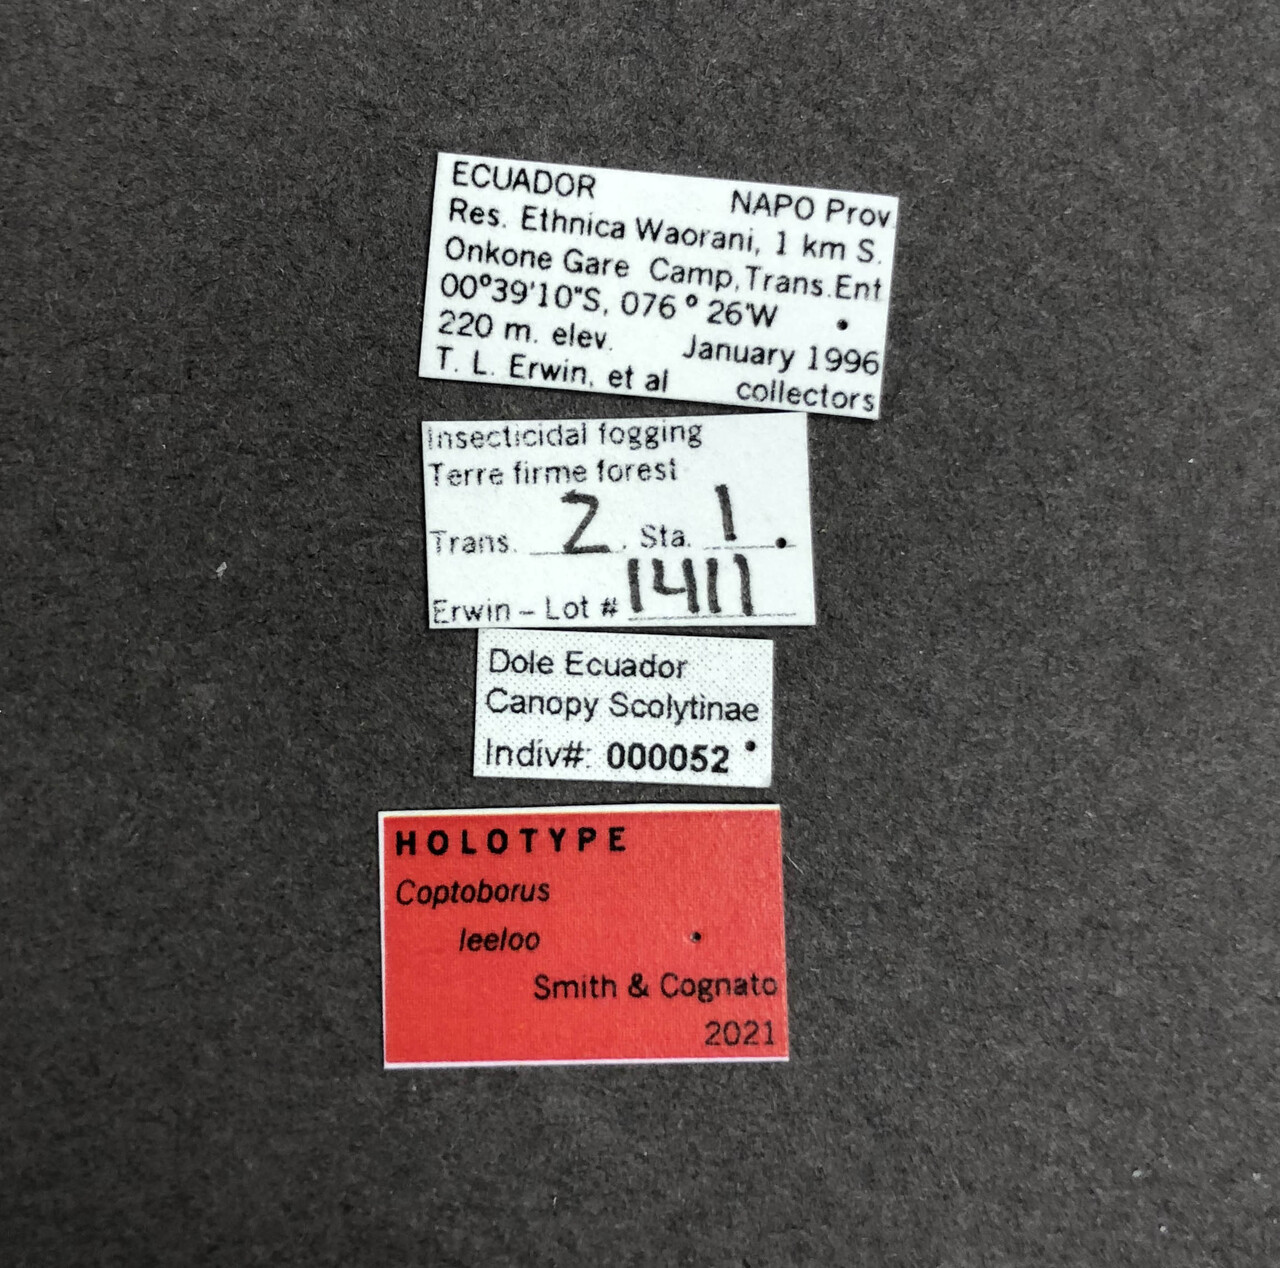 ECUADOR NAPO Prov.
Res. Ethnica Waorani, 1 km S.
Onkone Gare Camp, Trans. Ent
00°39'10"S, 076° 26'W
220 m. elev. January 1996
T. L. Erwin, et al collectors
Insecticidal fogging
Terre firme forest
Trans. 2. Sta. 1
Erwin – Lot # 1411
Dole Ecuador
Canopy Scolytinae
Indiv#: 000052
HOLOTYPE
Coptoborus
leeloo
Smith & Cognato
2021